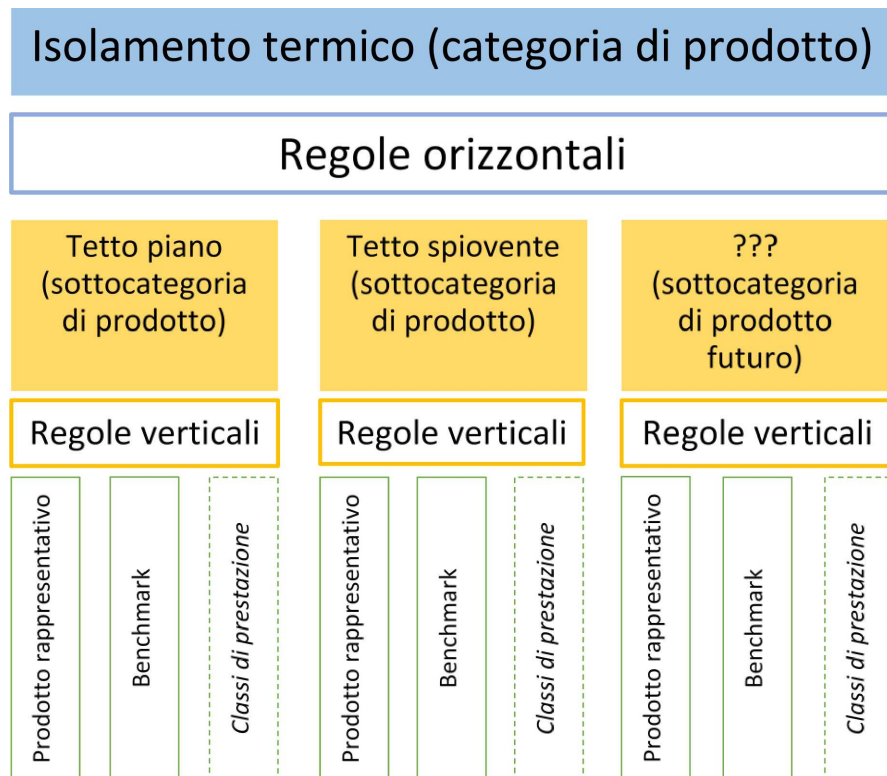 Isolamento termico (categoria di prodotto)
Regole orizzontali
Tetto piano
(sottocategoria
di prodotto)
Tetto spiovente
(sottocategoria
di prodotto)
???
(sottocategoria
di prodotto
futuro)
Regole verticali
Regole verticali
Regole verticali
Prodotto rappresentativo
Benchmark
Classi di prestazione
Prodotto rappresentativo
Benchmark
Classi di prestazione
Prodotto rappresentativo
Benchmark
Classi di prestazione